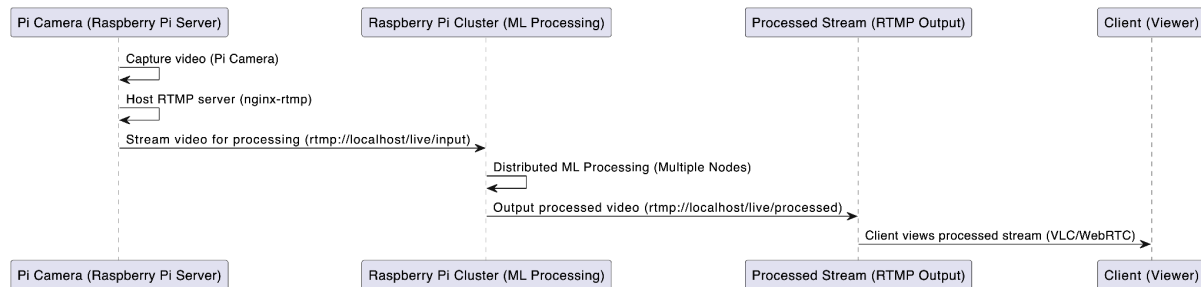 Pi Camera (Raspberry Pi Server)
Raspberry Pi Cluster (ML Processing)
Processed Stream (RTMP Output)
Client (Viewer)
Capture video (Pi Camera)
Host RTMP server (nginx-rtmp)
Stream video for processing (rtmp://localhost/live/input)
Distributed ML Processing (Multiple Nodes)
Output processed video (rtmp://localhost/live/processed)
Client views processed stream (VLC/WebRTC)
Pi Camera (Raspberry Pi Server)
Raspberry Pi Cluster (ML Processing)
Processed Stream (RTMP Output)
Client (Viewer)